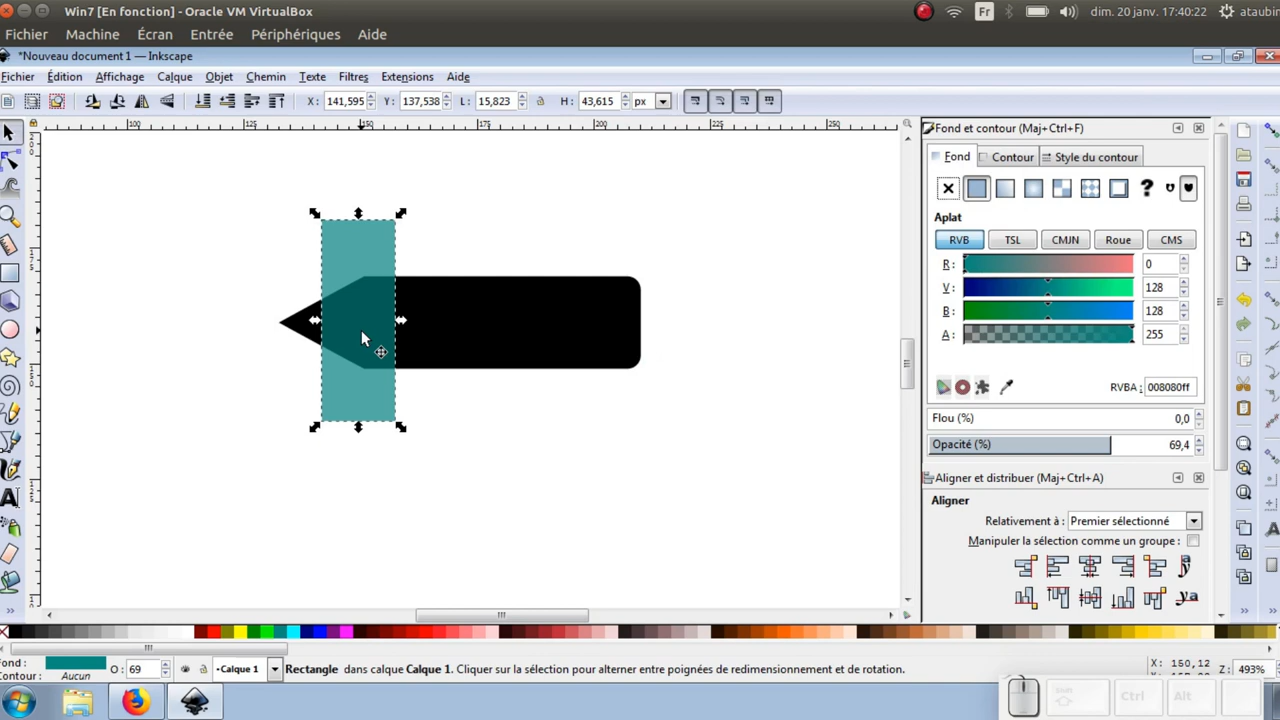 Win7 [En fonction] - Oracle VM VirtualBox
Fr
dim. 20 janv. 17:40:22
ataubin
Fichier Machine Écran Entrée Périphériques Aide
*Nouveau document 1 — Inkscape
Fichier Édition Affichage Calque Objet Chemin Texte Filtres Extensions Aide
X: 141,595 Y: 137,538 L: 15,823 H: 43,615 px
100 125 150 175 200 225 250
Fond et contour (Maj+Ctrl+F)
Fond Contour Style du contour
Aplat
RVB TSL CMJN Roue CMS
R: 0
V: 128
B: 128
A: 255
RVBA : 008080ff
Flou (%) 0,0
Opacité (%) 69,4
Aligner et distribuer (Maj+Ctrl+A)
Aligner
Relativement à : Premier sélectionné
Manipuler la sélection comme un groupe :
Fond :
Contour : Aucun
O: 69
•Calque 1
Rectangle dans calque Calque 1. Cliquer sur la sélection pour alterner entre poignées de redimensionnement et de rotation.
X: 150,12
Z: 493%
Shift Ctrl Alt